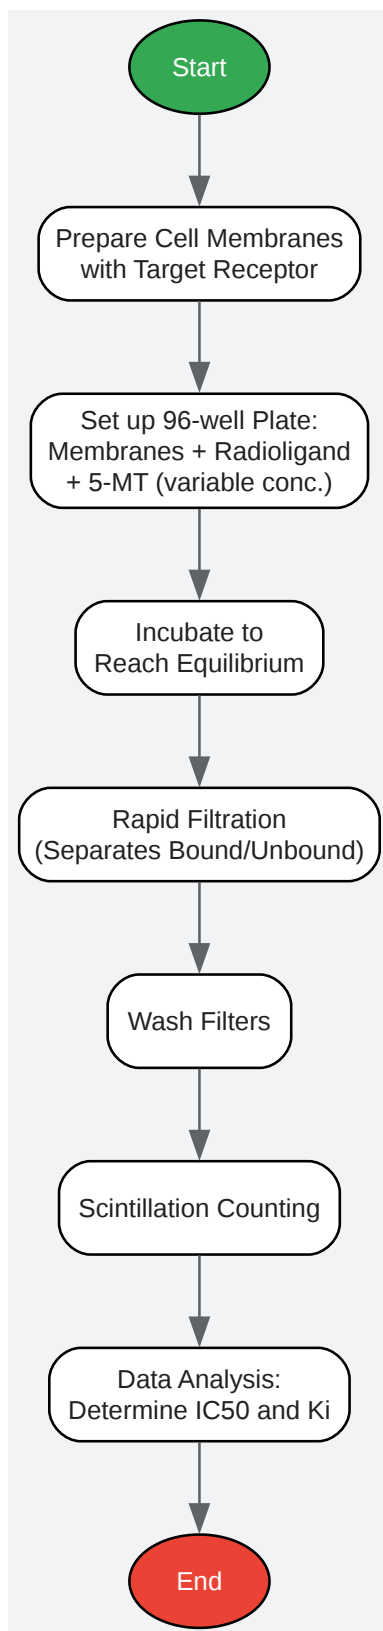 Start
Prepare Cell Membranes
with Target Receptor
Set up 96-well Plate:
Membranes + Radioligand
+ 5-MT (variable conc.)
Incubate to
Reach Equilibrium
Rapid Filtration
(Separates Bound/Unbound)
Wash Filters
Scintillation Counting
Data Analysis:
Determine IC50 and Ki
End